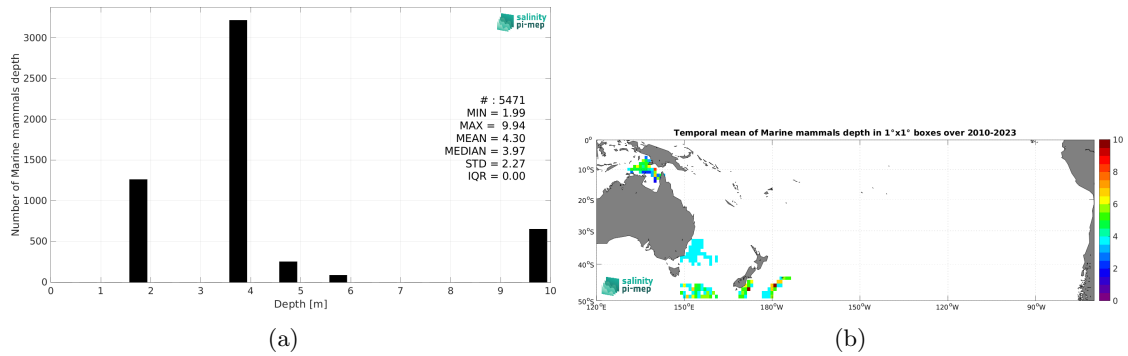 salinity
pi-mep
3000
2500
2000
1500
1000
500
0
Number of Marine mammals depth
# : 5471
MIN = 1.99
MAX = 9.94
MEAN = 4.30
MEDIAN = 3.97
STD = 2.27
IQR = 0.00
0 1 2 3 4 5 6 7 8 9 10
Depth [m]
(a)
Temporal mean of Marine mammals depth in 1°x1° boxes over 2010-2023
0°
10°S
20°S
30°S
40°S
50°S
120°E 150°E 180°W 150°W 120°W 90°W
10
8
6
4
2
0
salinity
pi-mep
(b)